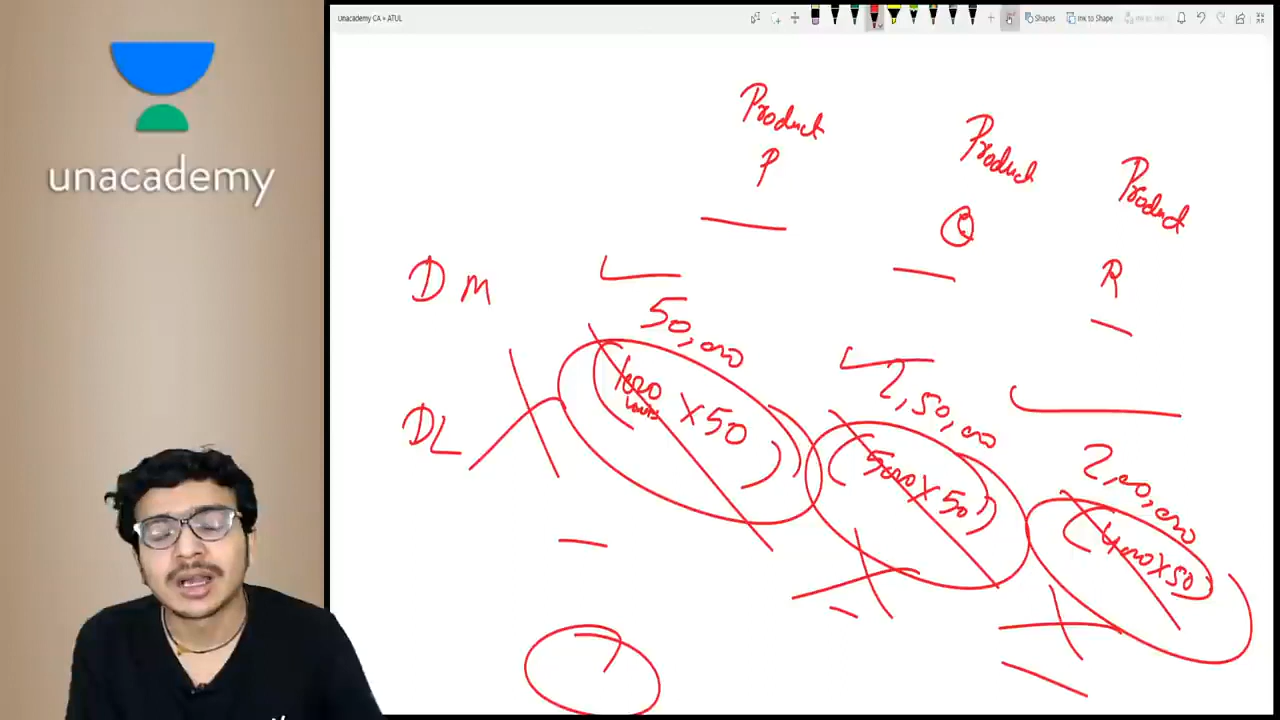 Unacademy CA > ATUL
Shapes
Ink to Shape
unacademy
Product
P
Product
Q
Product
R
DM
50,000
2,50,000
2,00,000
DL
(1000
hours
X 50)
(5000 X 50)
(4000 X 50)